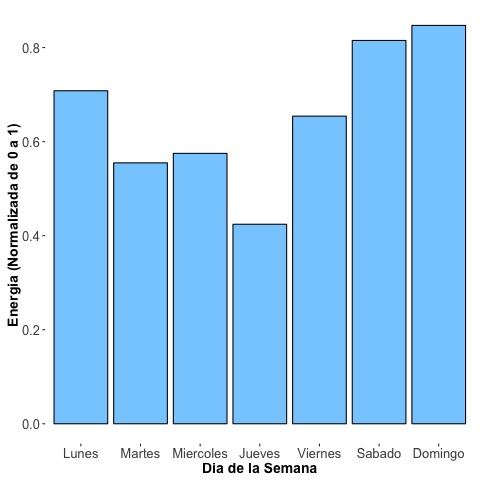 Energia (Normalizada de 0 a 1)
0.8
0.6
0.4
0.2
0.0
Lunes Martes Miercoles Jueves Viernes Sabado Domingo
Dia de la Semana